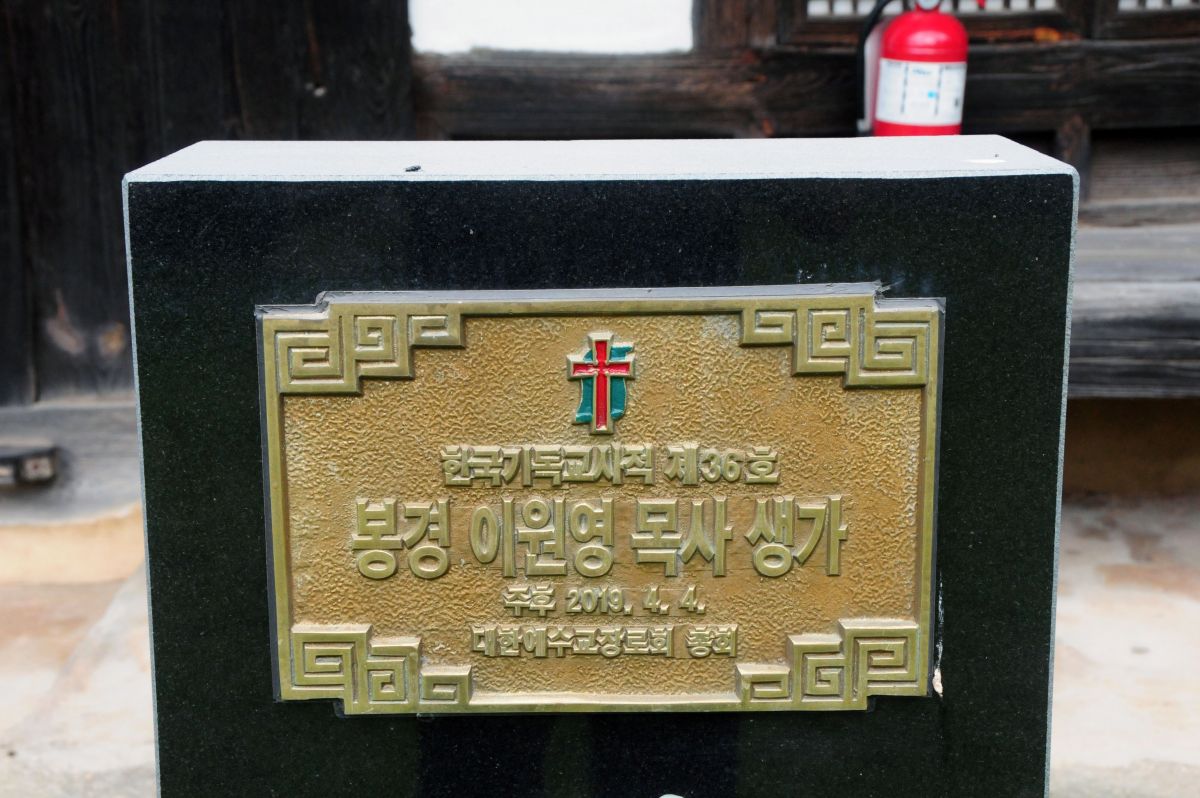 한국기독교사적 제36호
봉경 이원영 목사 생가
주후 2019. 4. 4.
대한예수교장로회 총회